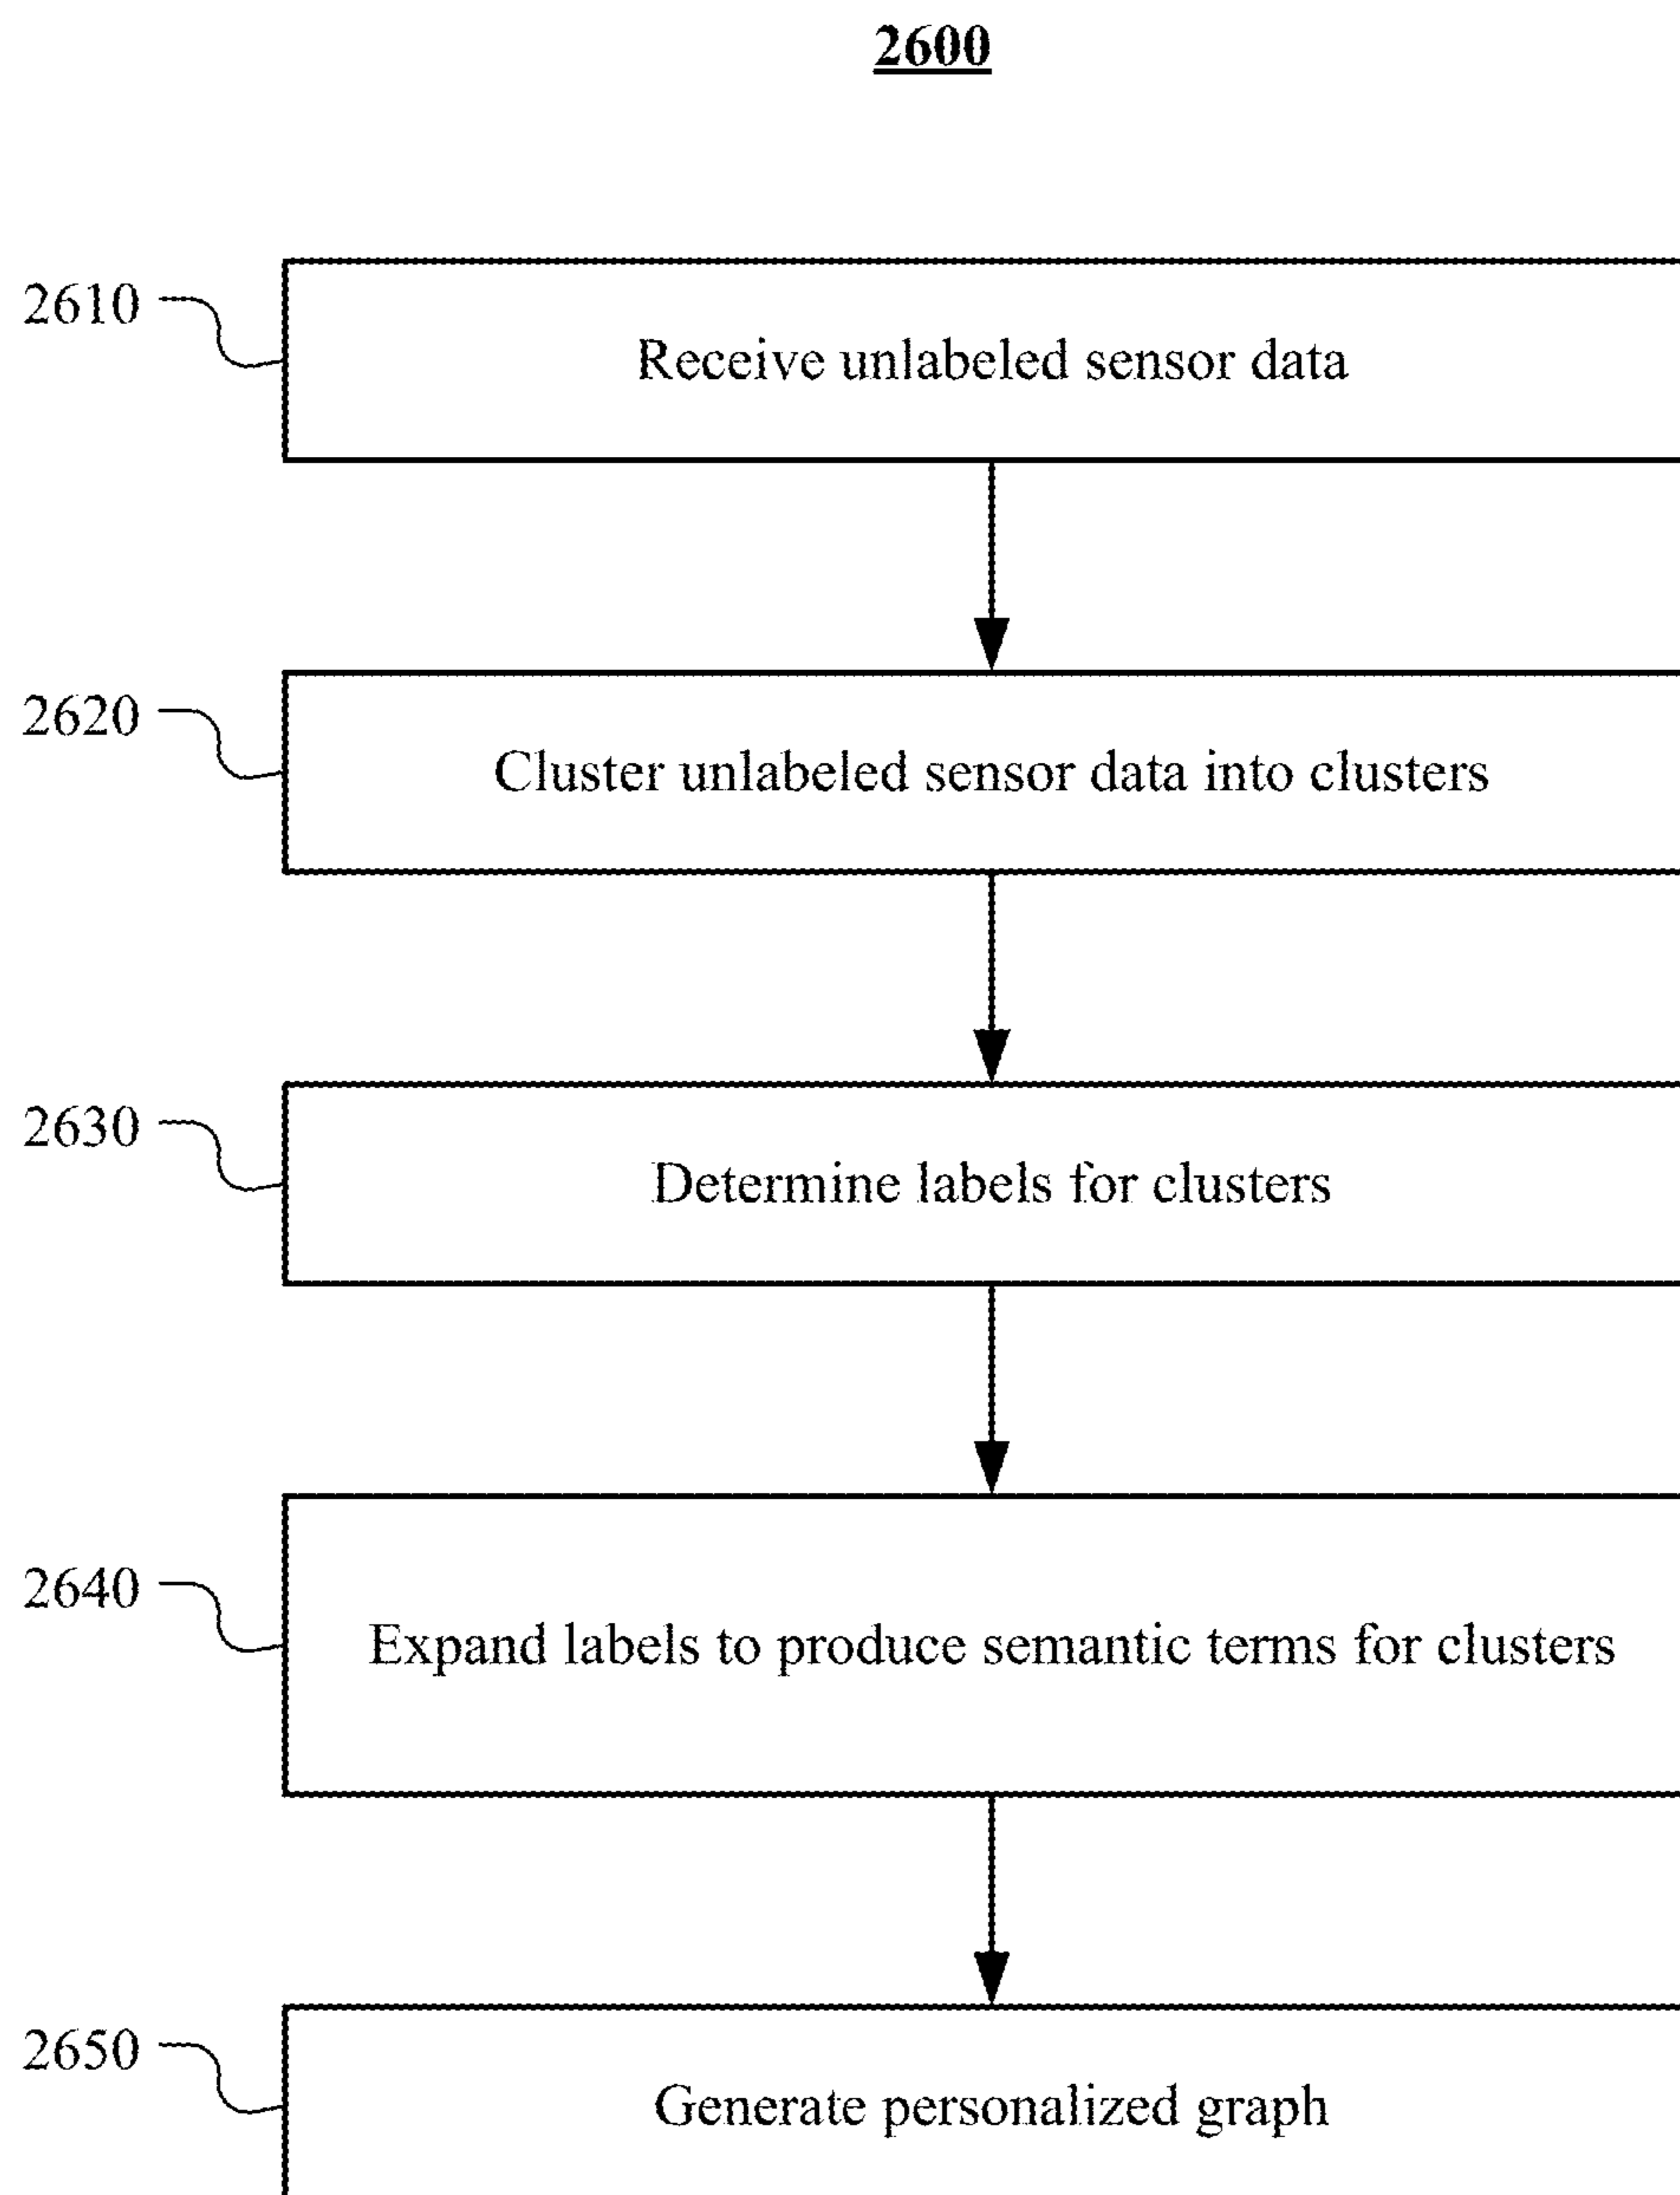 2600
2610
Receive unlabeled sensor data
2620
Cluster unlabeled sensor data into clusters
2630
Determine labels for clusters
2640
Expand labels to produce semantic terms for clusters
2650
Generate personalized graph